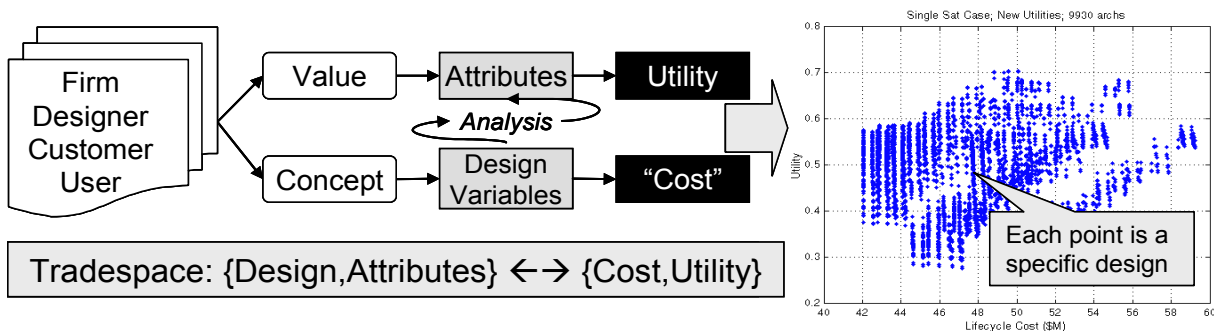 Firm
Designer
Customer
User
Value
Attributes
Utility
Analysis
Concept
Design
Variables
“Cost”
Tradespace: {Design,Attributes} ←→ {Cost,Utility}
Single Sat Case; New Utilities; 9930 archs
Utility
0.7
0.6
0.5
0.4
0.3
0.2
Each point is a
specific design
40 42 44 46 48 50 52 54 56 58 60
Lifecycle Cost ($M)